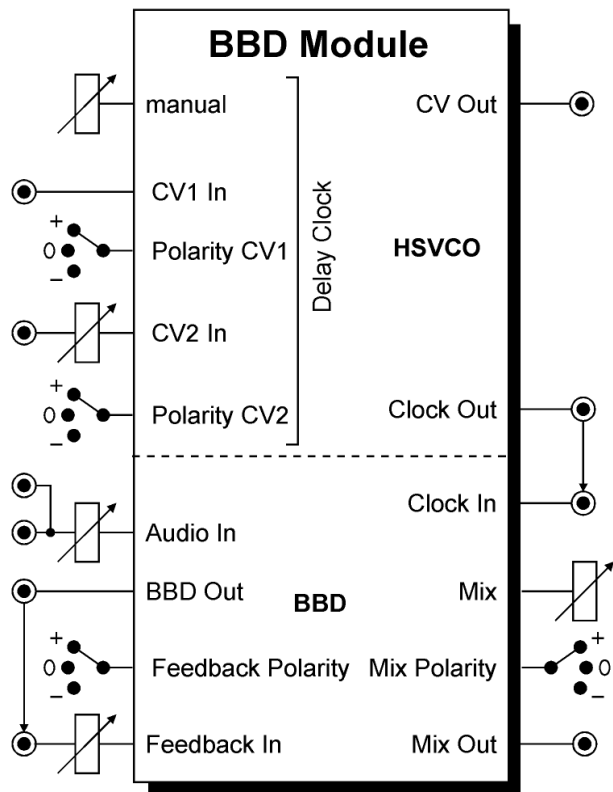 BBD Module
manual
CV Out
CV1 In
+
0
–
Polarity CV1
HSVCO
Delay Clock
CV2 In
+
0
–
Polarity CV2
Clock Out
Clock In
Audio In
BBD Out
BBD
Mix
+
0
–
Feedback Polarity
Mix Polarity
+
0
–
Feedback In
Mix Out